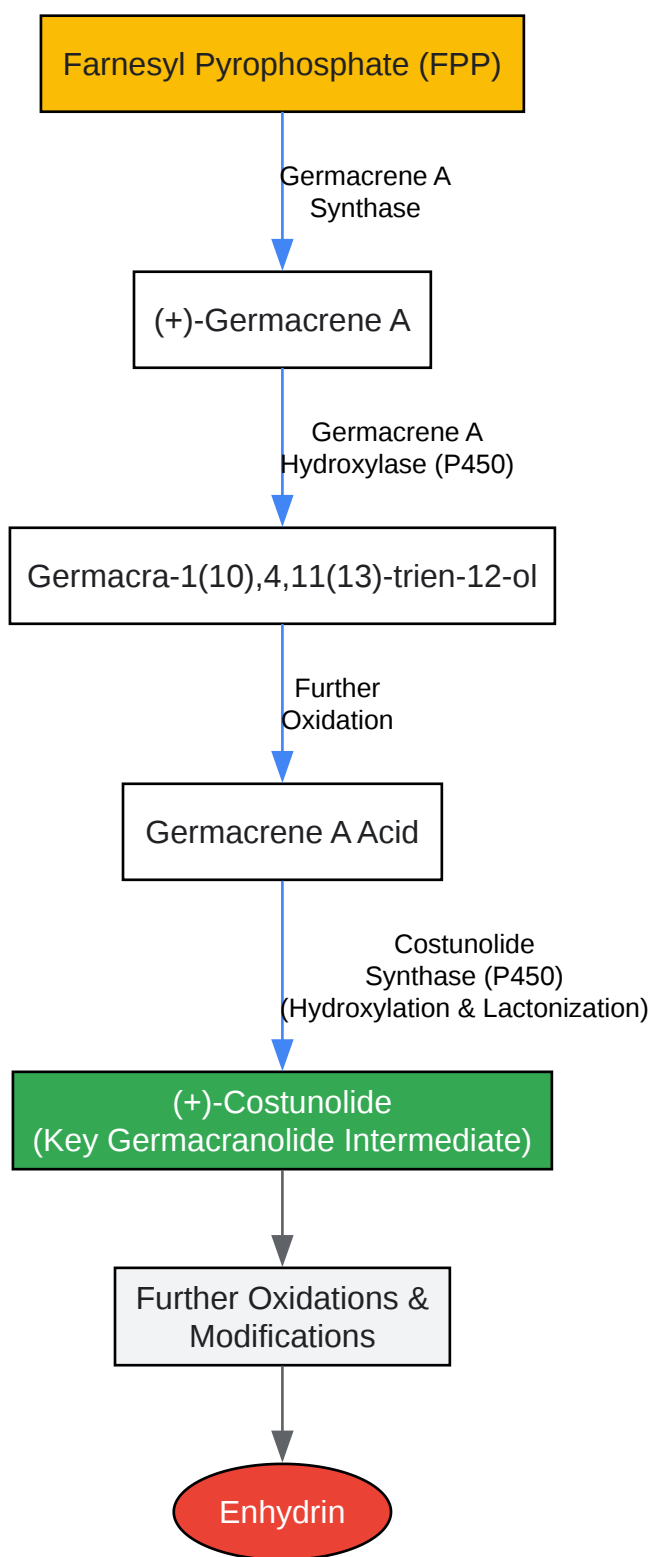 Farnesyl Pyrophosphate (FPP)
Germacrene A
Synthase
(+)-Germacrene A
Germacrene A
Hydroxylase (P450)
Germacra-1(10),4,11(13)-trien-12-ol
Further
Oxidation
Germacrene A Acid
Costunolide
Synthase (P450)
(Hydroxylation & Lactonization)
(+)-Costunolide
(Key Germacranolide Intermediate)
Further Oxidations &
Modifications
Enhydrin